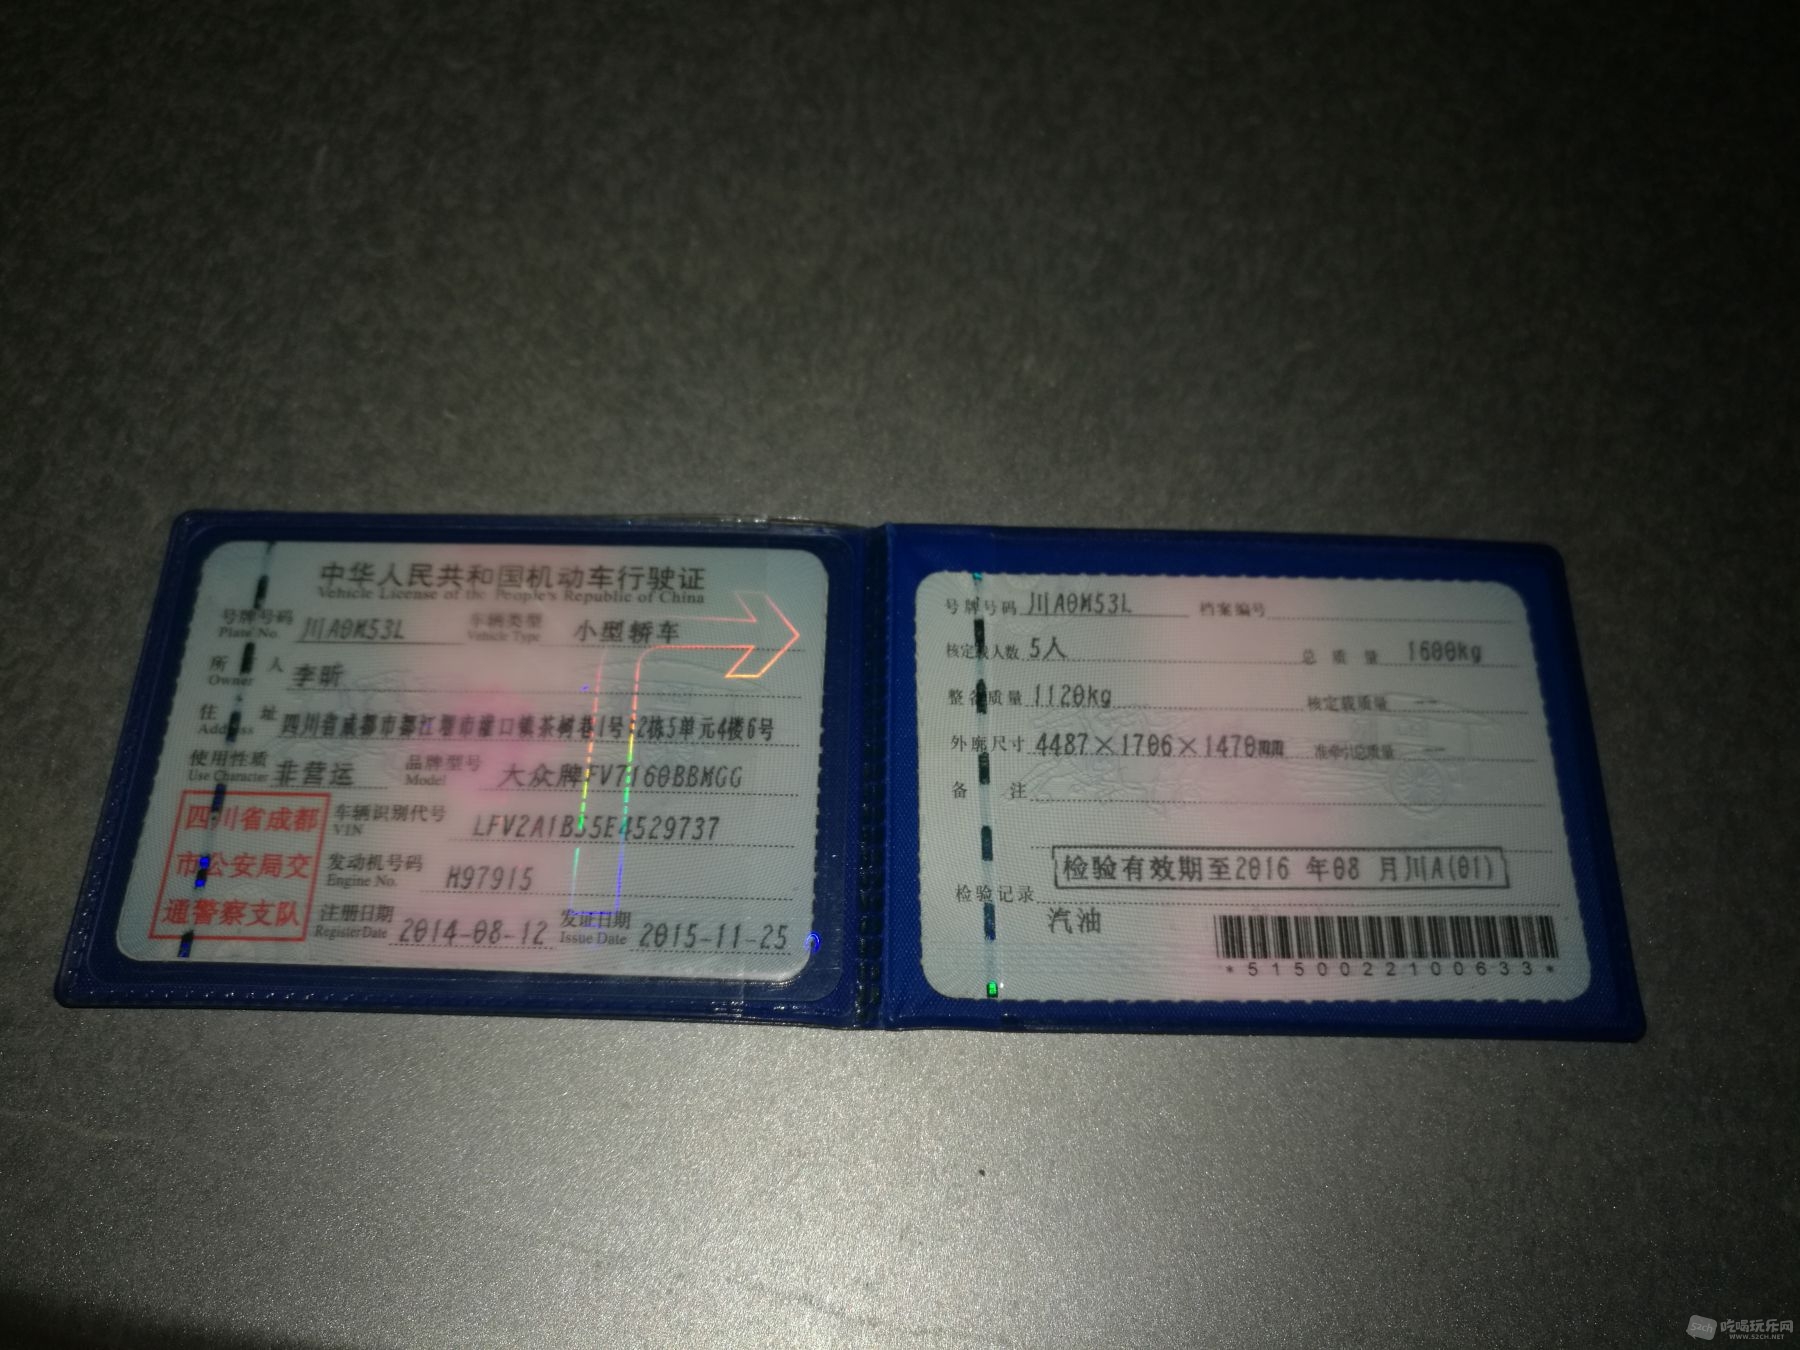 中华人民共和国机动车行驶证
Vehicle License of the People's Republic of China
号牌号码 川A0M53L 车辆类型 小型轿车
Plate No. Vehicle Type
所有人 李昕
Owner
住址 四川省成都市都江堰市灌口镇茶树巷1号 2栋5单元4楼6号
Address
使用性质 非营运 品牌型号 大众牌FV7160BBMGG
Use Character Model
四川省成都
市公安局交
通警察支队
车辆识别代号 LFV2A1BS5E4529737
VIN
发动机号码 H97915
Engine No.
注册日期 2014-08-12 发证日期 2015-11-25
Register Date Issue Date
号牌号码 川A0M53L 档案编号
核定载人数 5人 总质量 1600kg
整备质量 1120kg 核定载质量 --
外廓尺寸 4487×1706×1470mm 准牵引总质量 --
备注
检验有效期至2016 年08 月川A(01)
检验记录
汽油
*5150022100633*
吃喝玩乐网
WWW.52CH.NET